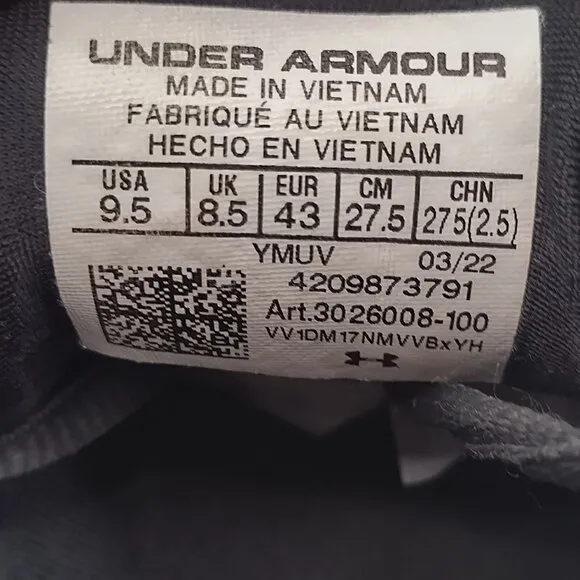 UNDER ARMOUR
MADE IN VIETNAM
FABRIQUÉ AU VIETNAM
HECHO EN VIETNAM
USA UK EUR CM CHN
9.5 8.5 43 27.5 275(2.5)
YMUV 03/22
4209873791
Art.3026008-100
VV1DM17NMVVBxYH